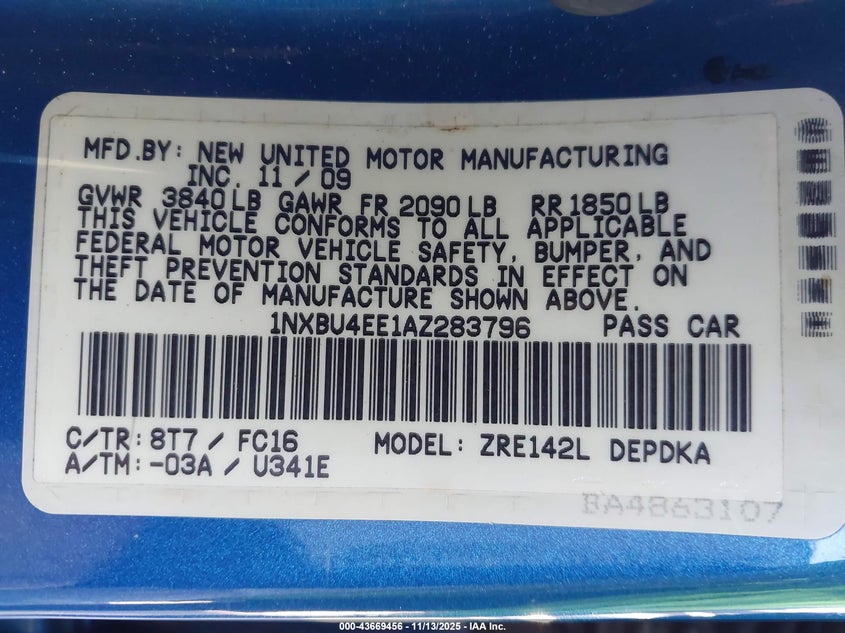 MFD.BY: NEW UNITED MOTOR MANUFACTURING
INC. 11 / 09
GVWR 3840 LB GAWR FR 2090 LB RR 1850 LB
THIS VEHICLE CONFORMS TO ALL APPLICABLE
FEDERAL MOTOR VEHICLE SAFETY, BUMPER, AND
THEFT PREVENTION STANDARDS IN EFFECT ON
THE DATE OF MANUFACTURE SHOWN ABOVE.
1NXBU4EE1AZ283796 PASS CAR
C/TR: 8T7 / FC16 MODEL: ZRE142L DEPDKA
A/TM: -03A / U341E
BA4863107
000-43669456 - 11/13/2025 - IAA Inc.